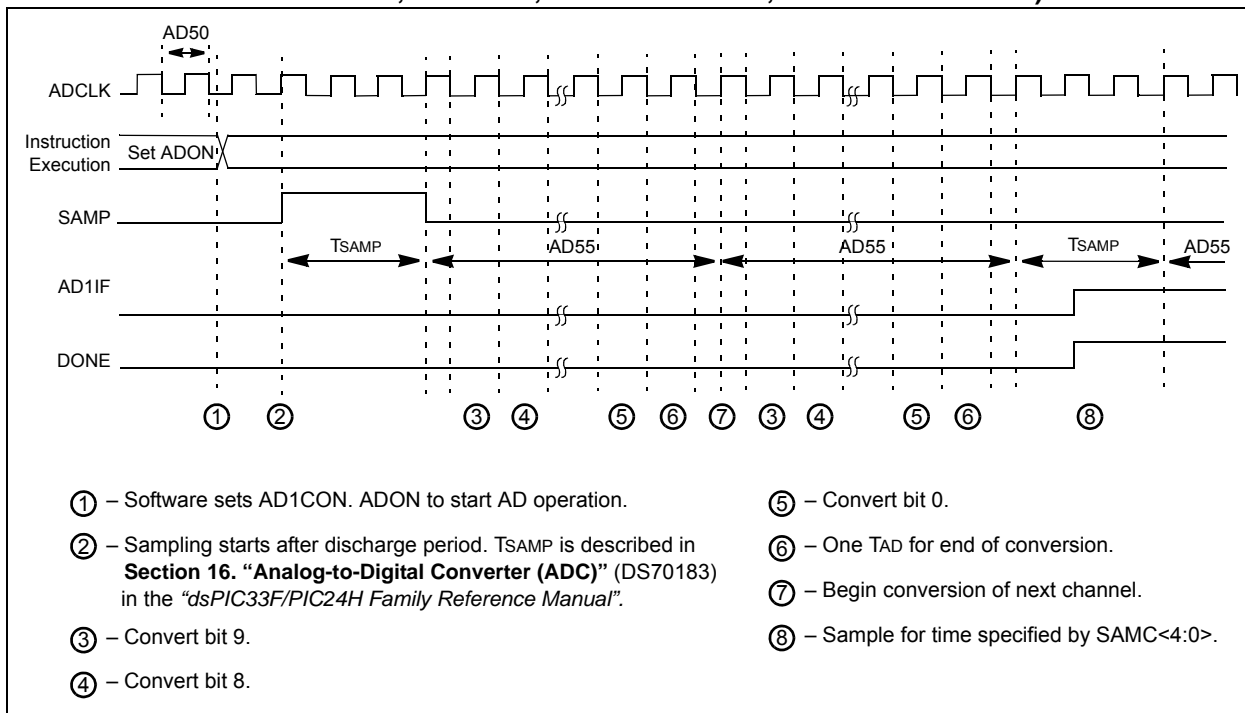 AD50
ADCLK
Instruction
Execution
Set ADON
SAMP
TSAMP
AD55
AD55
TSAMP
AD55
AD1IF
DONE
1 2 3 4 5 6 7 3 4 5 6 8
1 – Software sets AD1CON. ADON to start AD operation.
2 – Sampling starts after discharge period. TSAMP is described in
Section 16. “Analog-to-Digital Converter (ADC)” (DS70183)
in the “dsPIC33F/PIC24H Family Reference Manual”.
3 – Convert bit 9.
4 – Convert bit 8.
5 – Convert bit 0.
6 – One TAD for end of conversion.
7 – Begin conversion of next channel.
8 – Sample for time specified by SAMC<4:0>.